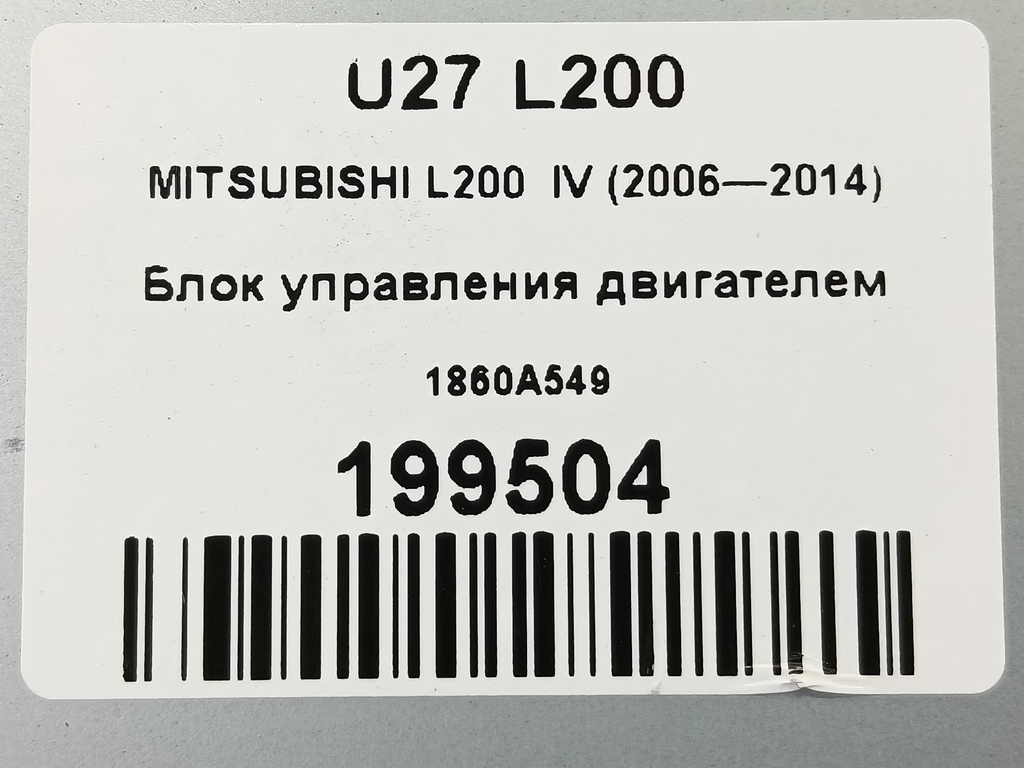 U27 L200
MITSUBISHI L200 IV (2006—2014)
Блок управления двигателем
1860A549
199504